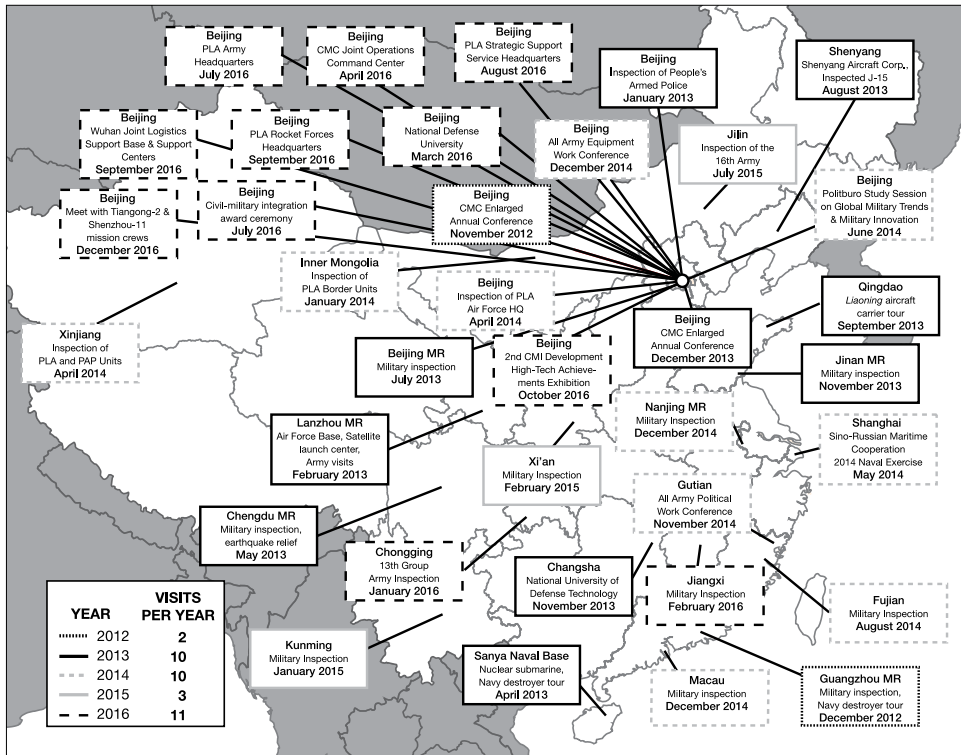 Beijing
PLA Army
Headquarters
July 2016
Beijing
CMC Joint Operations
Command Center
April 2016
Beijing
PLA Strategic Support
Service Headquarters
August 2016
Beijing
Inspection of People's
Armed Police
January 2013
Shenyang
Shenyang Aircraft Corp.,
Inspected J-15
August 2013
Beijing
Wuhan Joint Logistics
Support Base & Support
Centers
September 2016
Beijing
PLA Rocket Forces
Headquarters
September 2016
Beijing
National Defense
University
March 2016
Beijing
All Army Equipment
Work Conference
December 2014
Jilin
Inspection of the
16th Army
July 2015
Beijing
Politburo Study Session
on Global Military Trends
& Military Innovation
June 2014
Beijing
Meet with Tiangong-2 &
Shenzhou-11
mission crews
December 2016
Beijing
Civil-military integration
award ceremony
July 2016
Beijing
CMC Enlarged
Annual Conference
November 2012
Inner Mongolia
Inspection of
PLA Border Units
January 2014
Beijing
Inspection of PLA
Air Force HQ
April 2014
Beijing
CMC Enlarged
Annual Conference
December 2013
Qingdao
Liaoning aircraft
carrier tour
September 2013
Xinjiang
Inspection of
PLA and PAP Units
April 2014
Beijing MR
Military inspection
July 2013
Beijing
2nd CMI Development
High-Tech Achieve-
ments Exhibition
October 2016
Jinan MR
Military inspection
November 2013
Nanjing MR
Military Inspection
December 2014
Shanghai
Sino-Russian Maritime
Cooperation
2014 Naval Exercise
May 2014
Lanzhou MR
Air Force Base, Satellite
launch center,
Army visits
February 2013
Xi'an
Military Inspection
February 2015
Gutian
All Army Political
Work Conference
November 2014
Chengdu MR
Military inspection,
earthquake relief
May 2013
Chongging
13th Group
Army Inspection
January 2016
Changsha
National University of
Defense Technology
November 2013
Jiangxi
Military Inspection
February 2016
Fujian
Military Inspection
August 2014
Kunming
Military Inspection
January 2015
Sanya Naval Base
Nuclear submarine,
Navy destroyer tour
April 2013
Macau
Military inspection
December 2014
Guangzhou MR
Military inspection,
Navy destroyer tour
December 2012
YEAR VISITS PER YEAR
2012 2
2013 10
2014 10
2015 3
2016 11